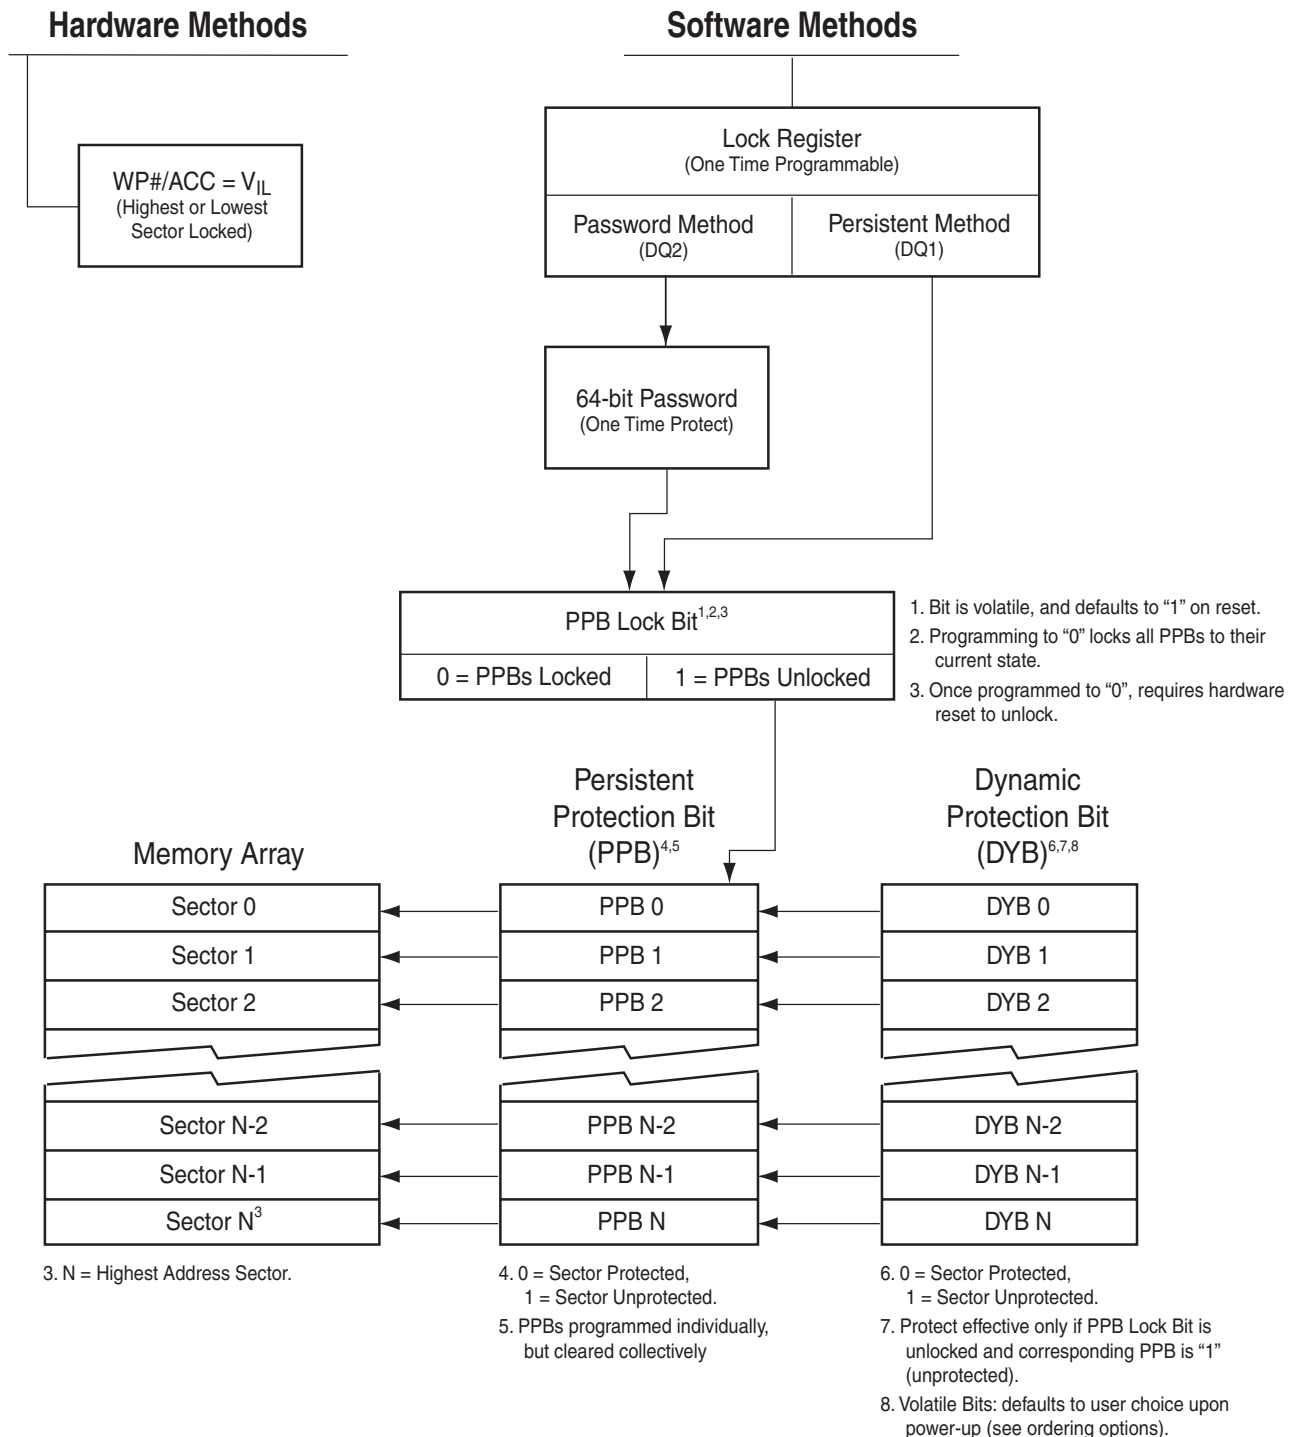 Hardware Methods
Software Methods
WP#/ACC = VIL
(Highest or Lowest
Sector Locked)
Lock Register
(One Time Programmable)
Password Method
(DQ2)
Persistent Method
(DQ1)
64-bit Password
(One Time Protect)
PPB Lock Bit1,2,3
0 = PPBs Locked
1 = PPBs Unlocked
1. Bit is volatile, and defaults to “1” on reset.
2. Programming to “0” locks all PPBs to their
current state.
3. Once programmed to “0”, requires hardware
reset to unlock.
Memory Array
Persistent
Protection Bit
(PPB)4,5
Dynamic
Protection Bit
(DYB)6,7,8
Sector 0
PPB 0
DYB 0
Sector 1
PPB 1
DYB 1
Sector 2
PPB 2
DYB 2
Sector N-2
PPB N-2
DYB N-2
Sector N-1
PPB N-1
DYB N-1
Sector N3
PPB N
DYB N
3. N = Highest Address Sector.
4. 0 = Sector Protected,
1 = Sector Unprotected.
5. PPBs programmed individually,
but cleared collectively
6. 0 = Sector Protected,
1 = Sector Unprotected.
7. Protect effective only if PPB Lock Bit is
unlocked and corresponding PPB is “1”
(unprotected).
8. Volatile Bits: defaults to user choice upon
power-up (see ordering options).